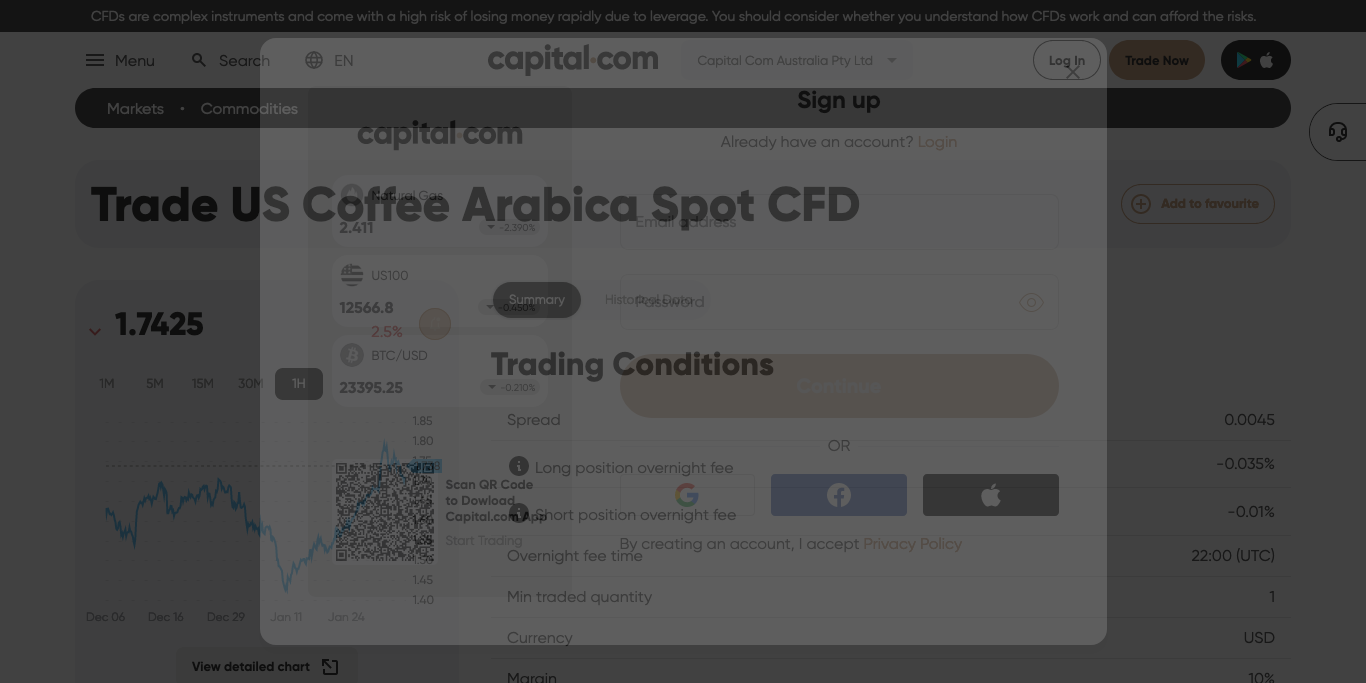 CFDs are complex instruments and come with a high risk of losing money rapidly due to leverage. You should consider whether you understand how CFDs work and can afford the risks.
Menu
Search
EN
capital.com
Capital Com Australia Pty Ltd
Log In
Trade Now
Markets • Commodities
Trade US Coffee Arabica Spot CFD
Add to favourite
1.7425
2.5%
1M 5M 15M 30M 1H
1.85
1.80
1.45
1.40
Dec 06 Dec 16 Dec 29 Jan 11 Jan 24
View detailed chart
Summary
Historical Data
Trading Conditions
Spread 0.0045
Long position overnight fee -0.035%
Short position overnight fee -0.01%
Overnight fee time 22:00 (UTC)
Min traded quantity 1
Currency USD
Margin 10%
capital.com
Natural Gas
2.411 -2.390%
US100
12566.8 -0.450%
BTC/USD
23395.25 -0.210%
Scan QR Code
to Dowload
Capital.com App
Start Trading
Sign up
Already have an account? Login
Email address
Password
Continue
OR
By creating an account, I accept Privacy Policy